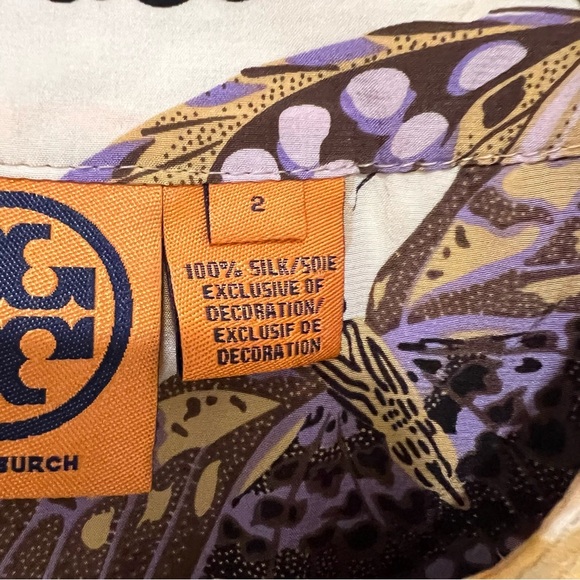 2
100% SILK/SOIE
EXCLUSIVE OF
DECORATION/
EXCLUSIF DE
DECORATION
BURCH